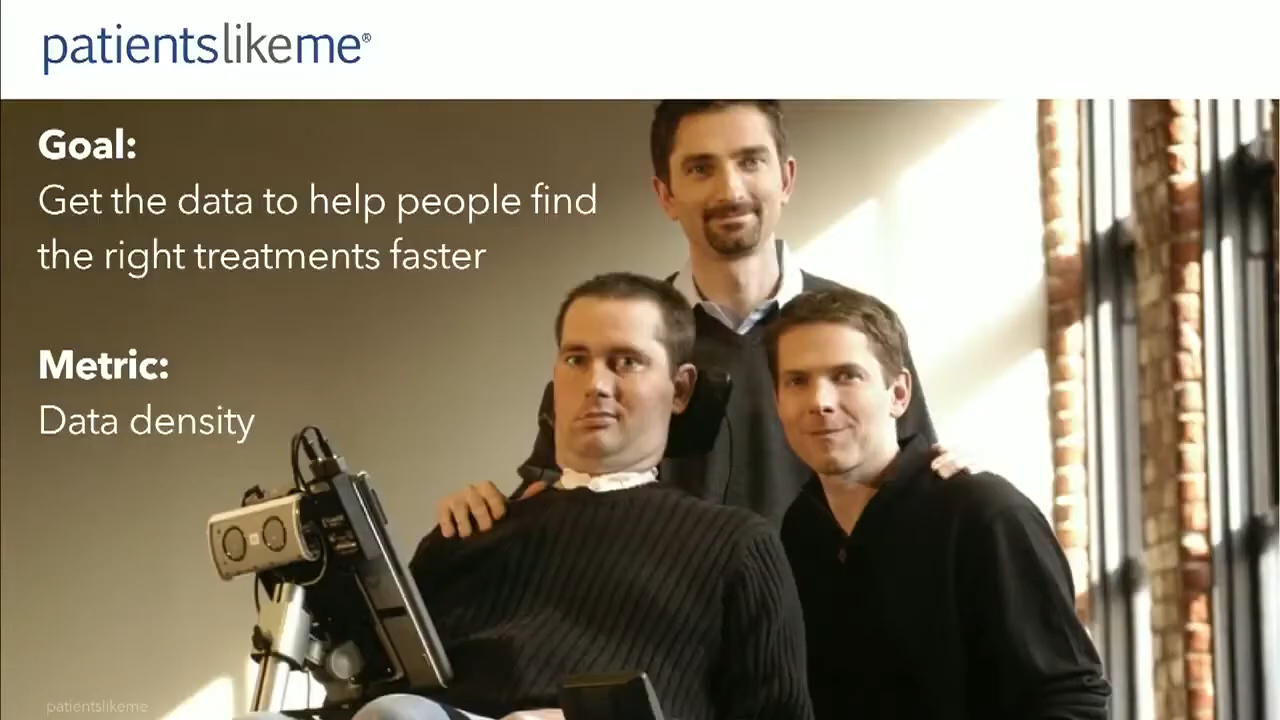 patientslikeme®
Goal:
Get the data to help people find
the right treatments faster
Metric:
Data density
patientslikeme